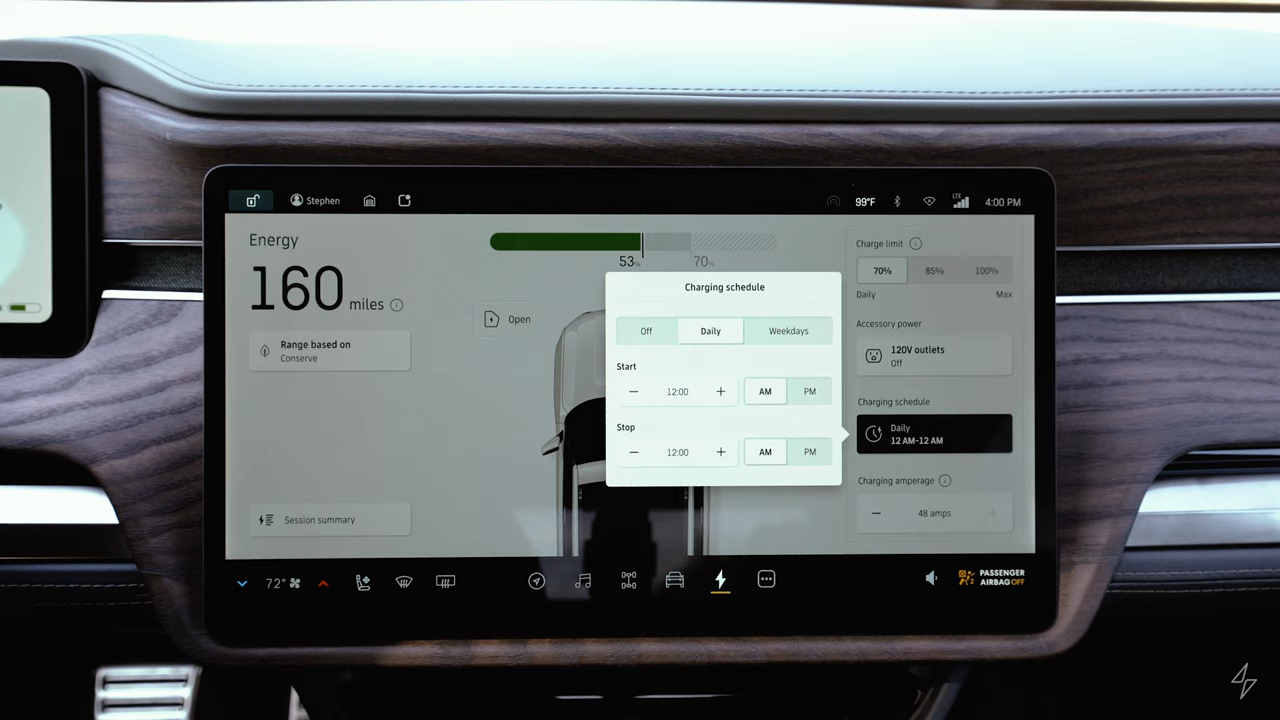 Stephen
99°F
LTE
4:00 PM
Energy
160 miles
Range based on
Conserve
Session summary
53%
70%
Open
Charging schedule
Off
Daily
Weekdays
Start
− 12:00 +
AM
PM
Stop
− 12:00 +
AM
PM
Charge limit
70%
85%
100%
Daily
Max
Accessory power
120V outlets
Off
Charging schedule
Daily
12 AM-12 AM
Charging amperage
− 48 amps +
72°
PASSENGER
AIRBAG OFF